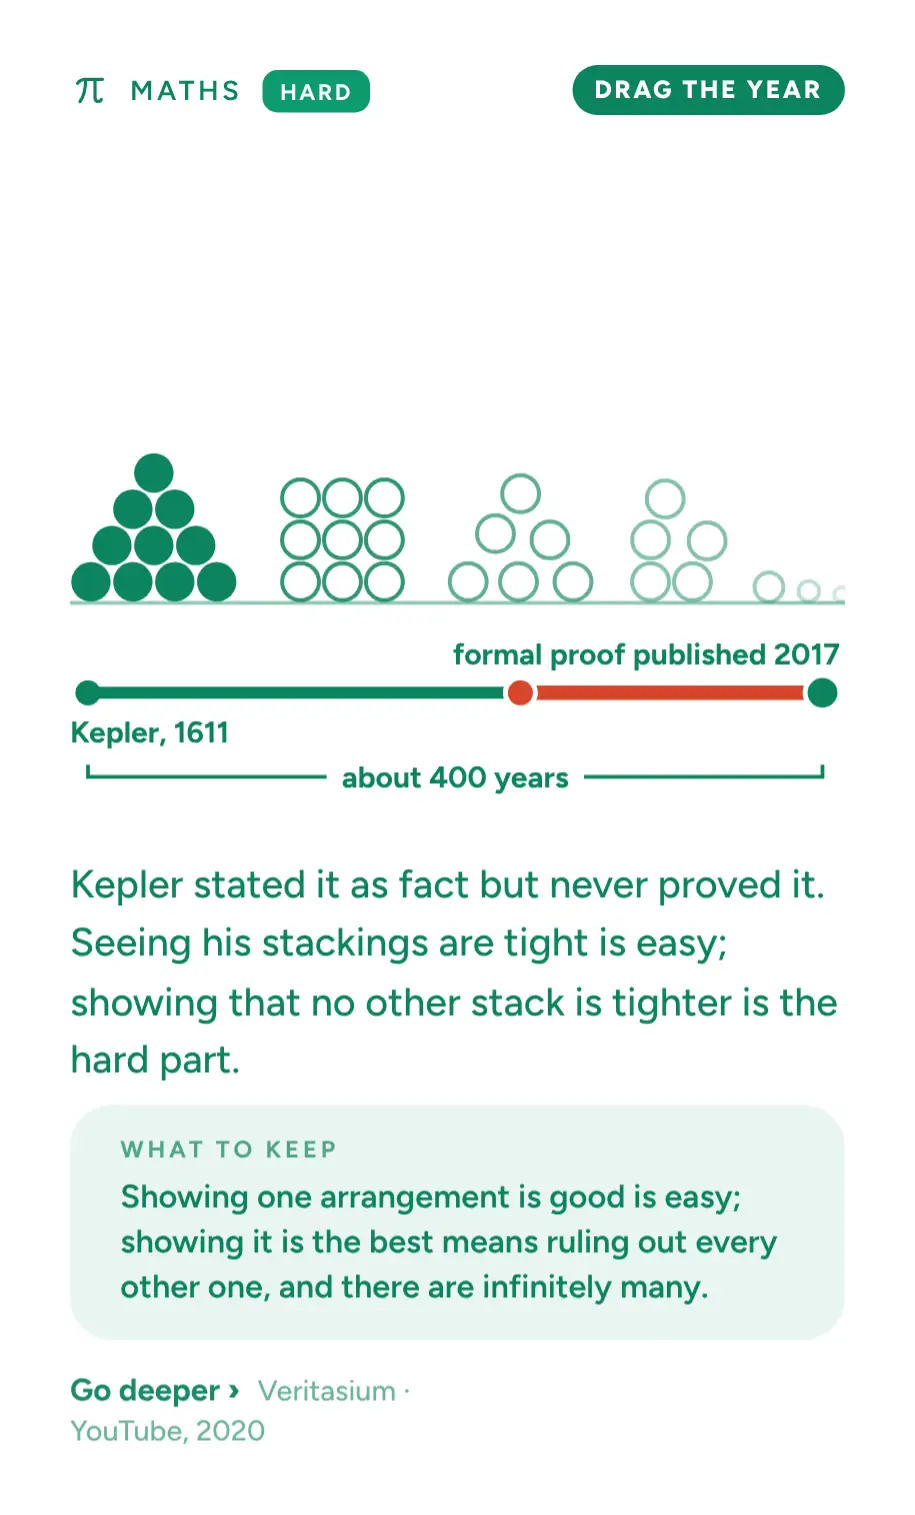 π MATHS HARD DRAG THE YEAR
formal proof published 2017
Kepler, 1611
about 400 years
Kepler stated it as fact but never proved it.
Seeing his stackings are tight is easy;
showing that no other stack is tighter is the
hard part.
WHAT TO KEEP
Showing one arrangement is good is easy;
showing it is the best means ruling out every
other one, and there are infinitely many.
Go deeper › Veritasium ·
YouTube, 2020